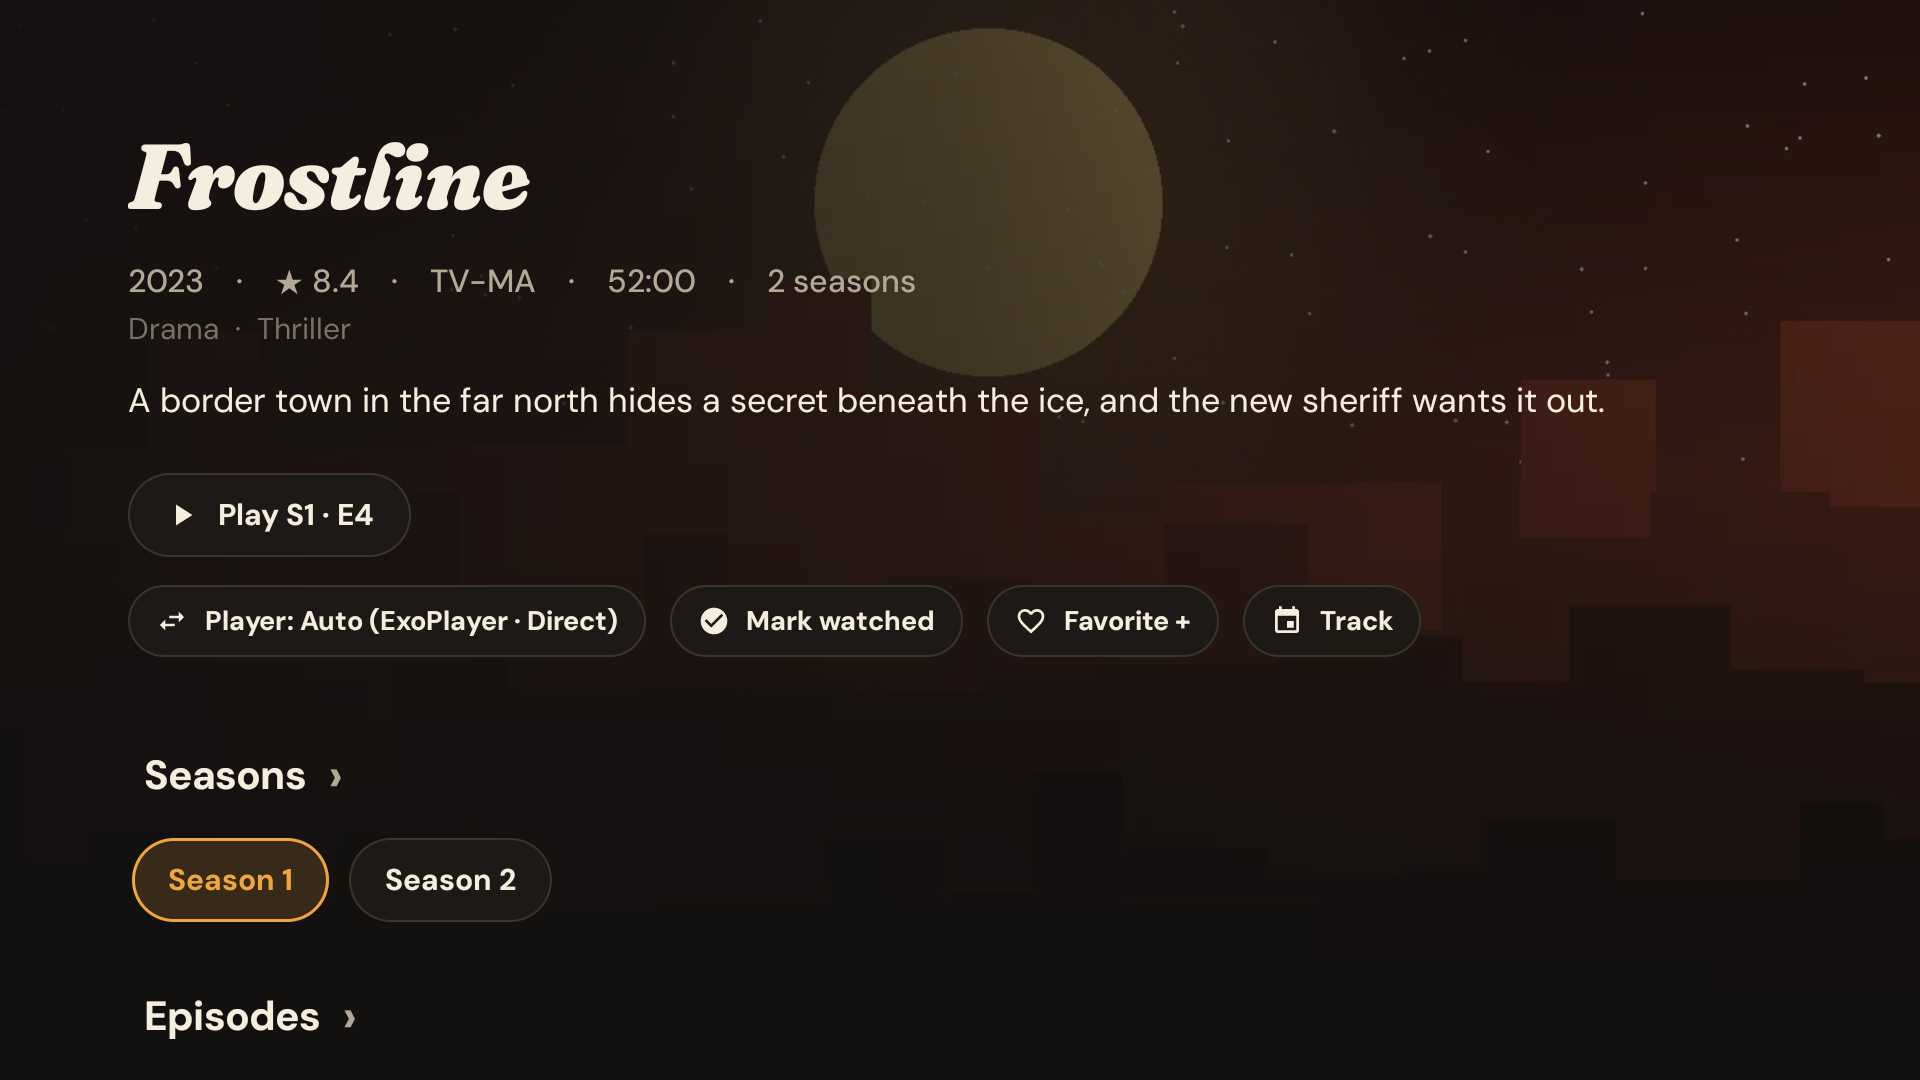 Frostline
2023 · ★ 8.4 · TV-MA · 52:00 · 2 seasons
Drama · Thriller
A border town in the far north hides a secret beneath the ice, and the new sheriff wants it out.
Play S1 · E4
Player: Auto (ExoPlayer · Direct) Mark watched Favorite + Track
Seasons ›
Season 1 Season 2
Episodes ›